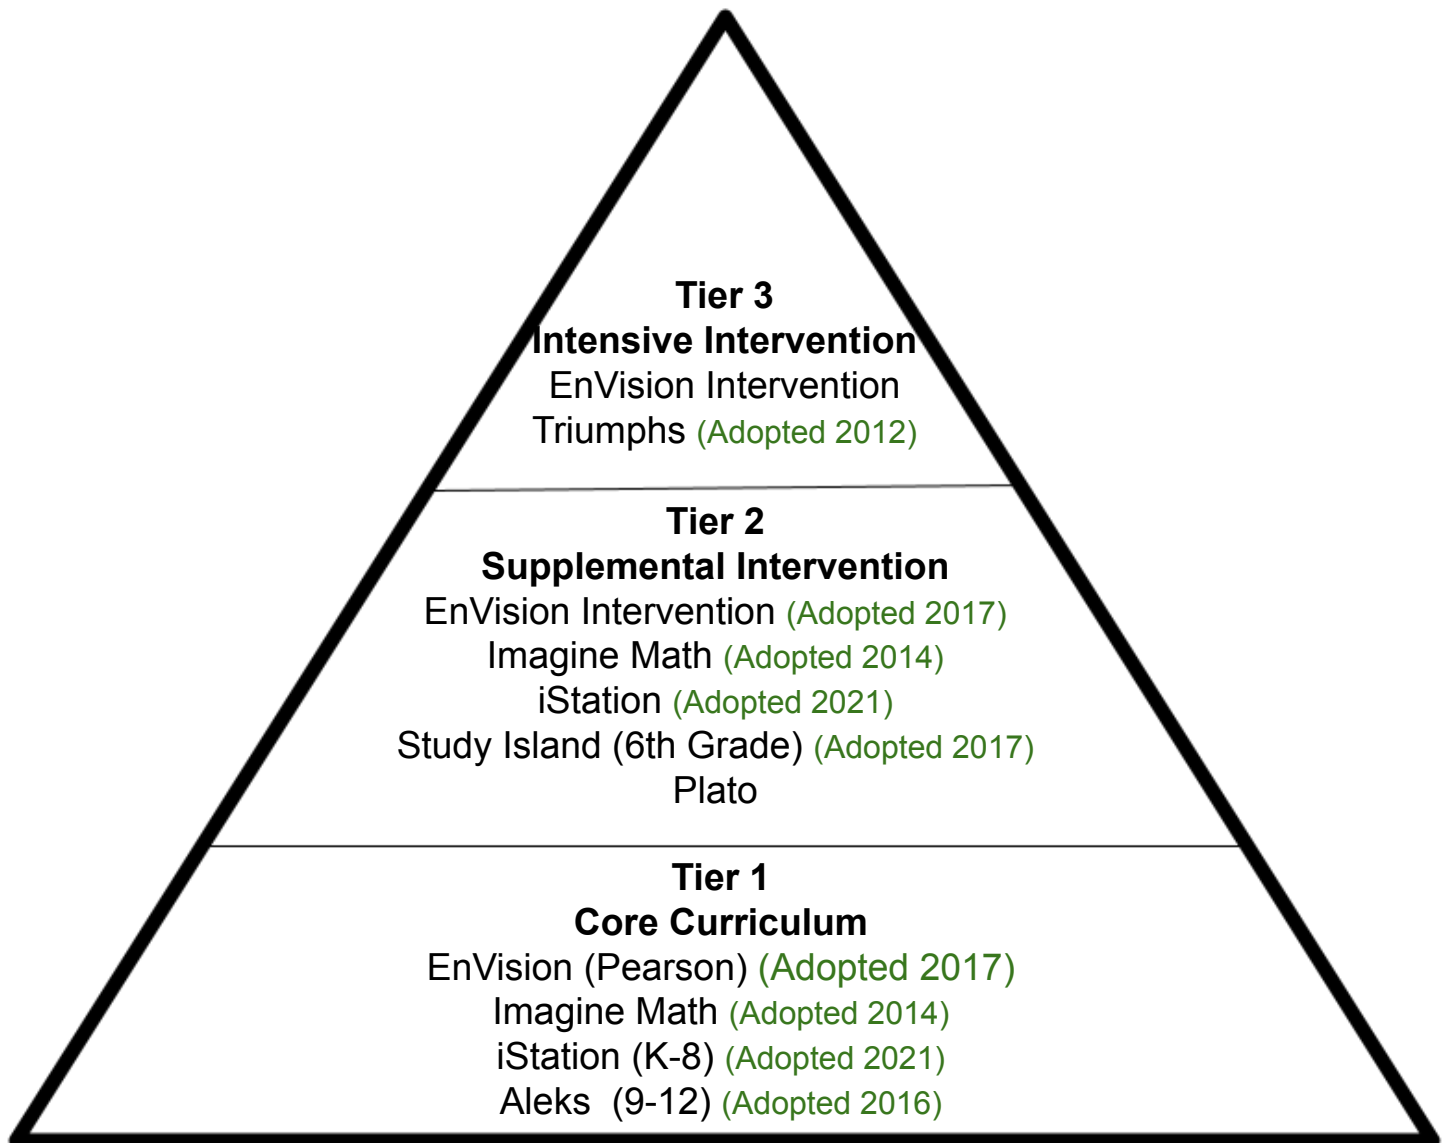 Tier 3
Intensive Intervention
EnVision Intervention
Triumphs (Adopted 2012)
Tier 2
Supplemental Intervention
EnVision Intervention (Adopted 2017)
Imagine Math (Adopted 2014)
iStation (Adopted 2021)
Study Island (6th Grade) (Adopted 2017)
Plato
Tier 1
Core Curriculum
EnVision (Pearson) (Adopted 2017)
Imagine Math (Adopted 2014)
iStation (K-8) (Adopted 2021)
Aleks  (9-12) (Adopted 2016)